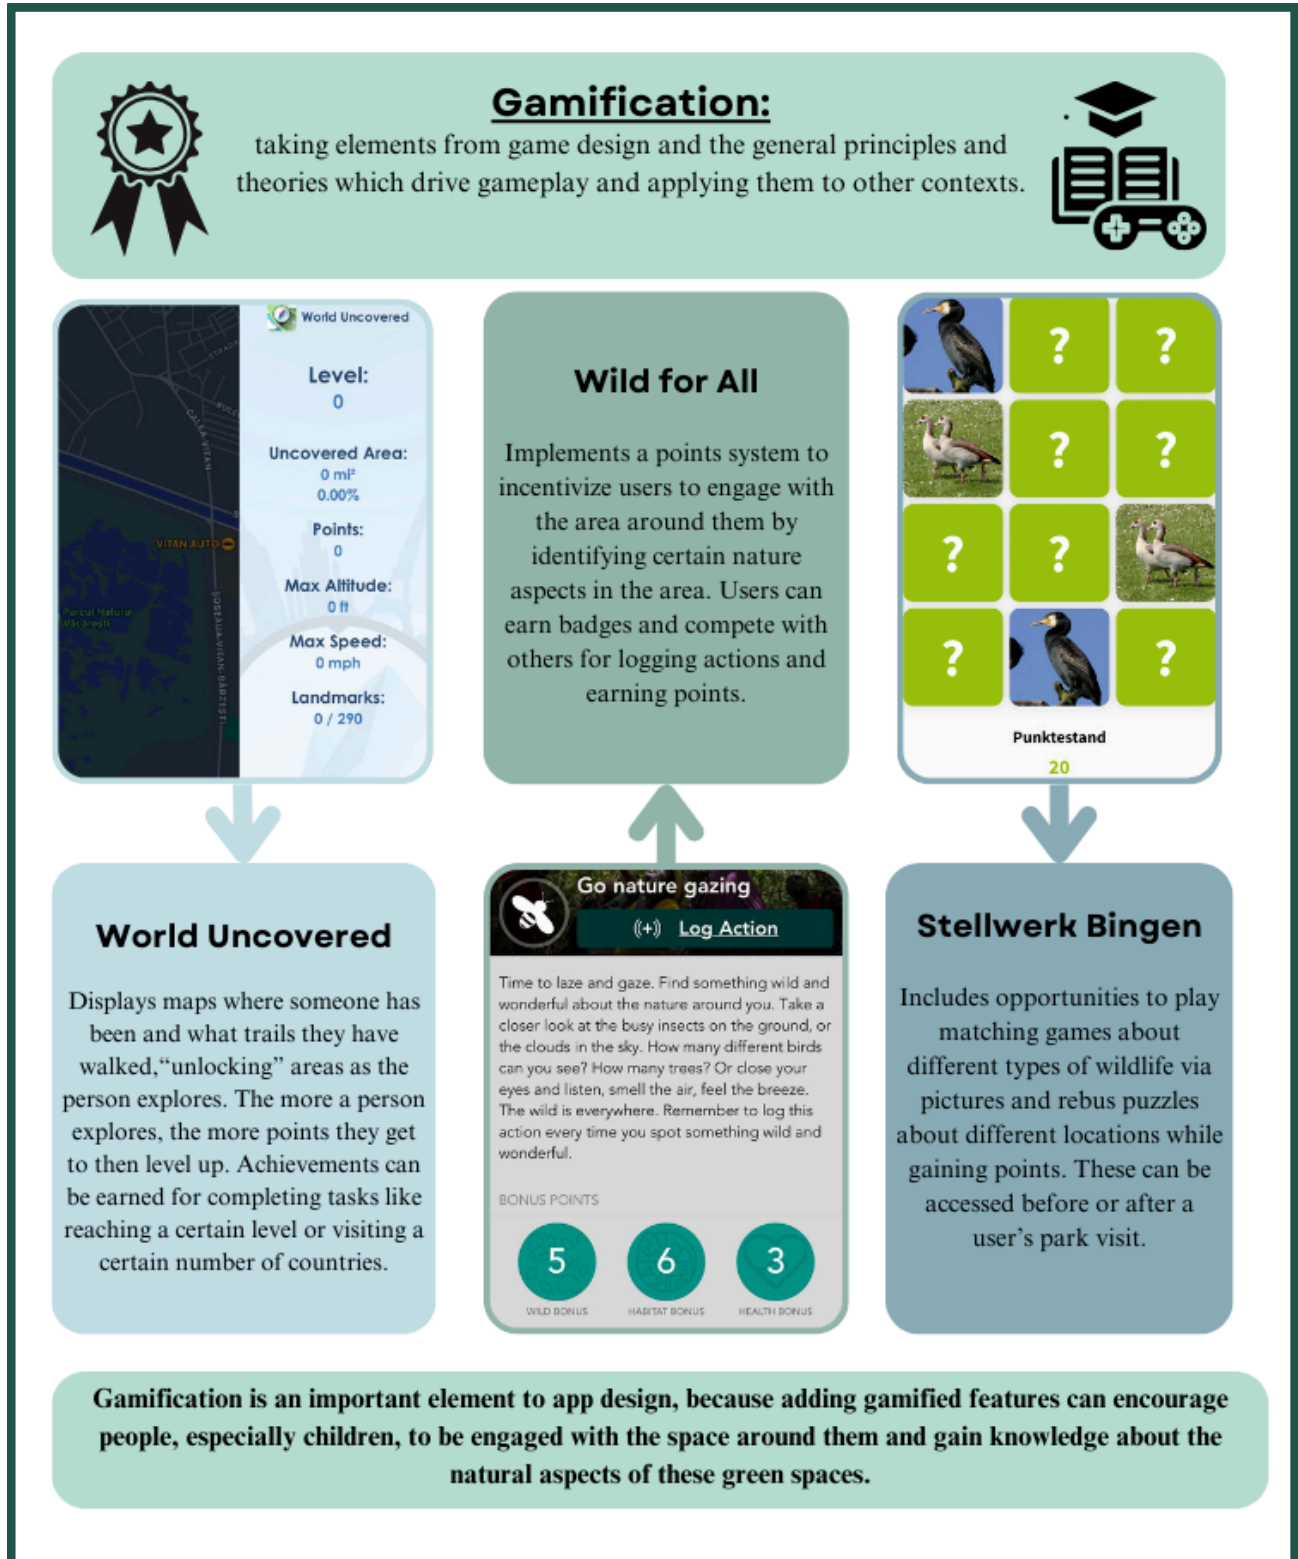 Gamification:
taking elements from game design and the general principles and
theories which drive gameplay and applying them to other contexts.
World Uncovered
Level:
0
Uncovered Area:
0 mi²
0.00%
Points:
0
Max Altitude:
0 ft
Max Speed:
0 mph
Landmarks:
0 / 290
STRADA
CALEA VITAN
VITAN AUTO
Parcul Natural
Văcărești
ȘOSEAUA VITAN-BÂRZEȘTI
Wild for All
Implements a points system to
incentivize users to engage with
the area around them by
identifying certain nature
aspects in the area. Users can
earn badges and compete with
others for logging actions and
earning points.
?
?
?
?
?
?
?
?
Punktestand
20
World Uncovered
Displays maps where someone has
been and what trails they have
walked,“unlocking” areas as the
person explores. The more a person
explores, the more points they get
to then level up. Achievements can
be earned for completing tasks like
reaching a certain level or visiting a
certain number of countries.
Go nature gazing
((+)) Log Action
Time to laze and gaze. Find something wild and
wonderful about the nature around you. Take a
closer look at the busy insects on the ground, or
the clouds in the sky. How many different birds
can you see? How many trees? Or close your
eyes and listen, smell the air, feel the breeze.
The wild is everywhere. Remember to log this
action every time you spot something wild and
wonderful.
BONUS POINTS
5
6
3
WILD BONUS
HABITAT BONUS
HEALTH BONUS
Stellwerk Bingen
Includes opportunities to play
matching games about
different types of wildlife via
pictures and rebus puzzles
about different locations while
gaining points. These can be
accessed before or after a
user’s park visit.
Gamification is an important element to app design, because adding gamified features can encourage
people, especially children, to be engaged with the space around them and gain knowledge about the
natural aspects of these green spaces.